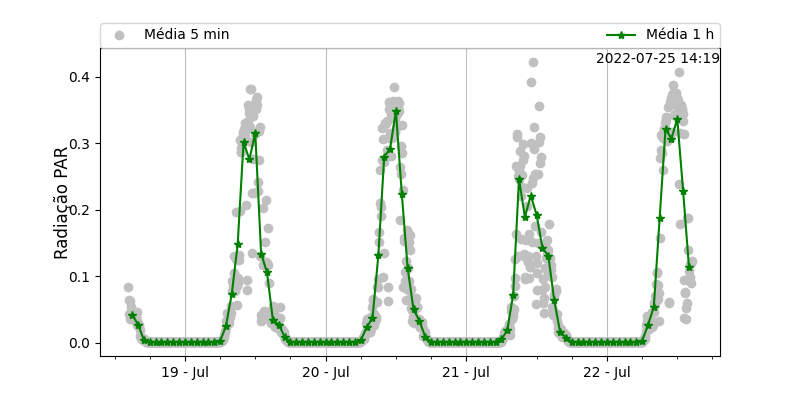 Média 5 min
Média 1 h
2022-07-25 14:19
Radiação PAR
0.4
0.3
0.2
0.1
0.0
19 - Jul
20 - Jul
21 - Jul
22 - Jul